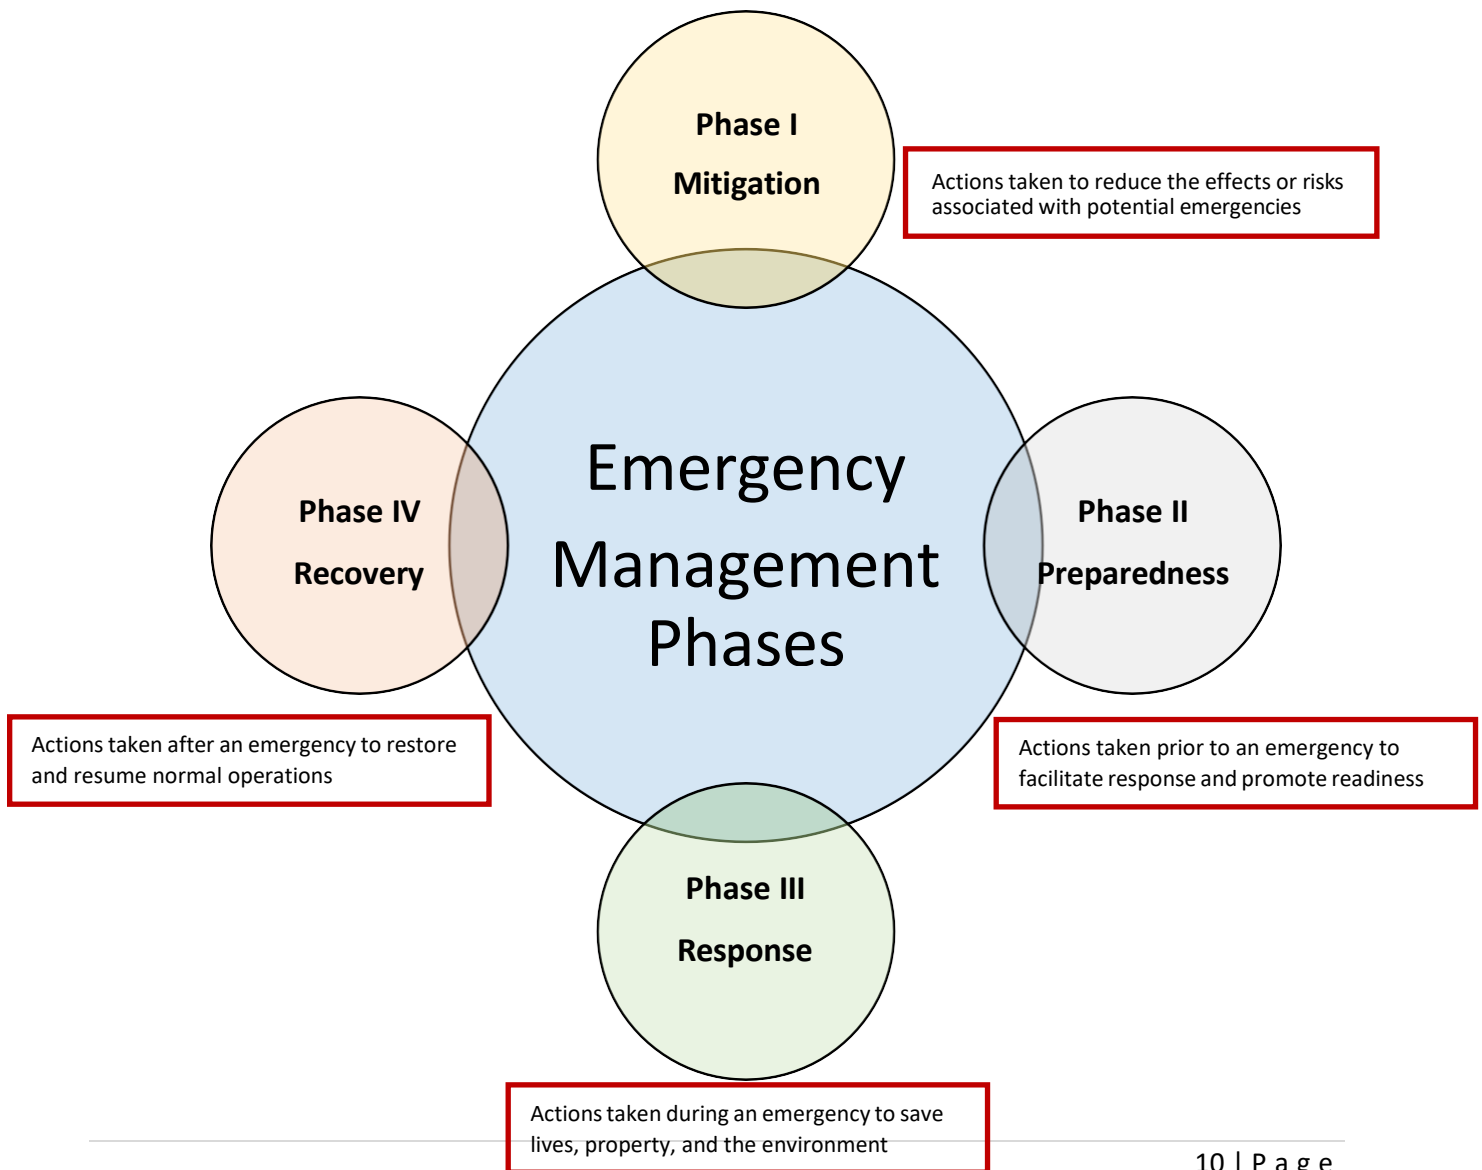 Phase I
Mitigation
Actions taken to reduce the effects or risks
associated with potential emergencies
Emergency
Management
Phases
Phase IV
Recovery
Phase II
Preparedness
Actions taken after an emergency to restore
and resume normal operations
Actions taken prior to an emergency to
facilitate response and promote readiness
Phase III
Response
Actions taken during an emergency to save
lives, property, and the environment
10 | P a g e